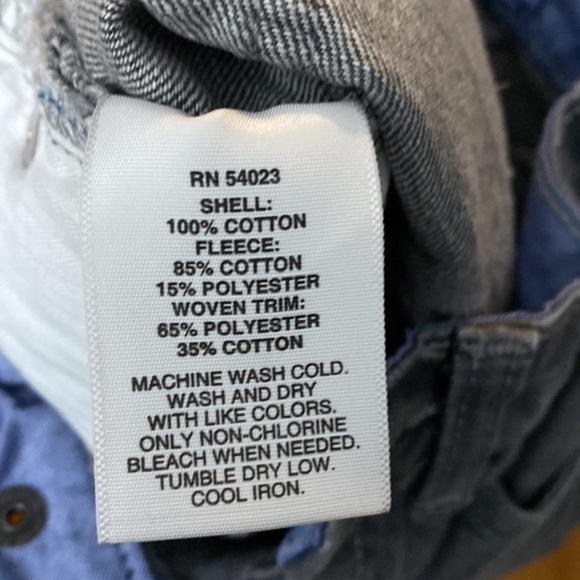 RN 54023
SHELL:
100% COTTON
FLEECE:
85% COTTON
15% POLYESTER
WOVEN TRIM:
65% POLYESTER
35% COTTON
MACHINE WASH COLD.
WASH AND DRY
WITH LIKE COLORS.
ONLY NON-CHLORINE
BLEACH WHEN NEEDED.
TUMBLE DRY LOW.
COOL IRON.